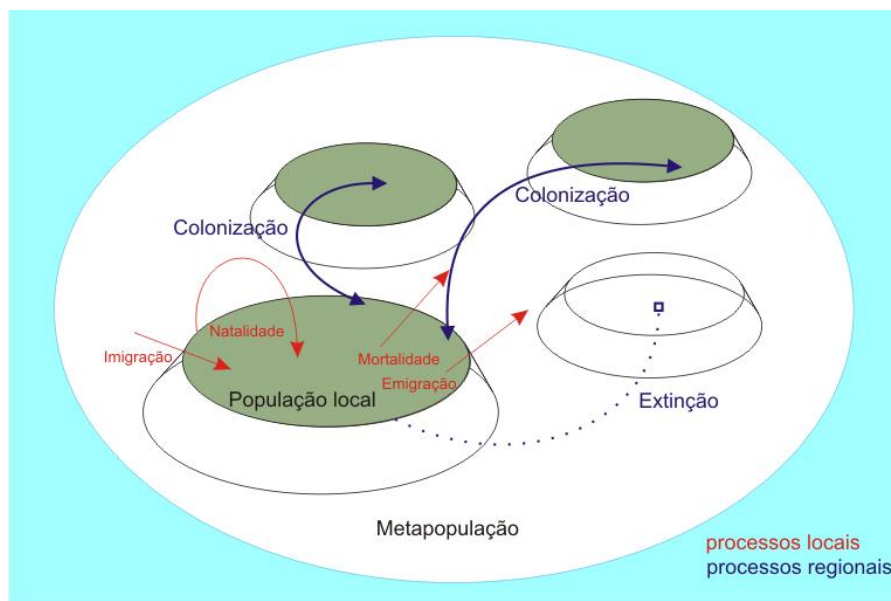 Colonização
Colonização
Natalidade
Imigração
Mortalidade
Emigração
População local
Extinção
Metapopulação
processos locais
processos regionais